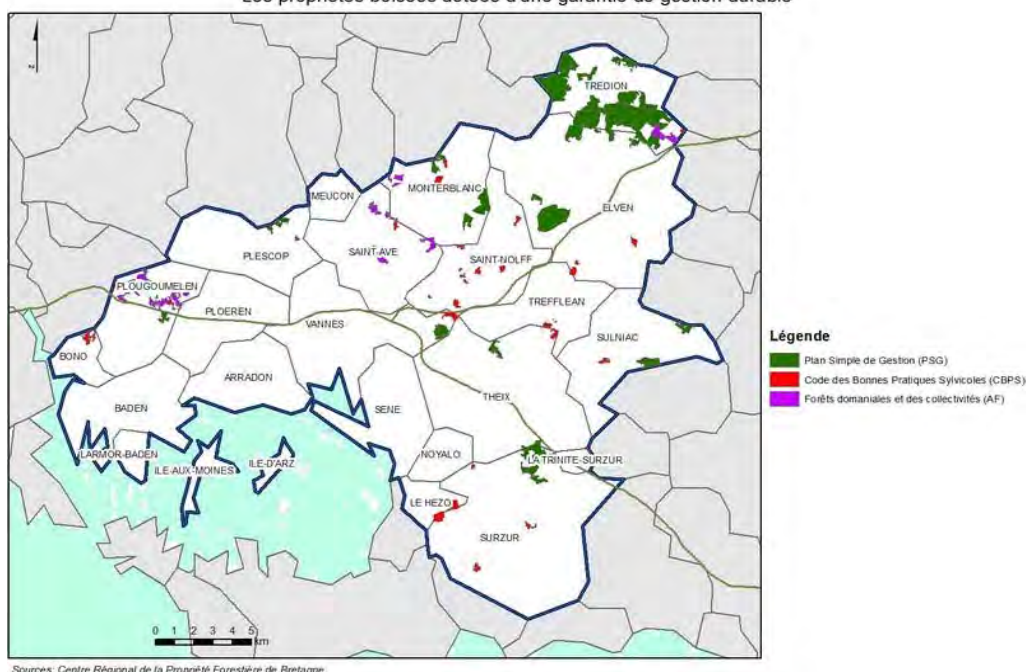 Les propriétés boisées dotées d'une garantie de gestion durable
TREDION
MONTERBLANC
MEUCON
ELVEN
PLESCOP
SAINT-AVE
SAINT-NOLFF
PLOUGOUMELEN
PLOEREN
VANNES
TREFFLEAN
SULNIAC
BONO
ARRADON
THEIX
BADEN
SENE
LARMOR-BADEN
ILE-AUX-MOINES
ILE-D'ARZ
NOYALO
LA TRINITE-SURZUR
LE HEZO
SURZUR
0 1 2 3 4 5
km
Légende
Plan Simple de Gestion (PSG)
Code des Bonnes Pratiques Sylvicoles (CBPS)
Forêts domaniales et des collectivités (AF)
Sources: Centre Régional de la Propriété Forestière de Bretagne